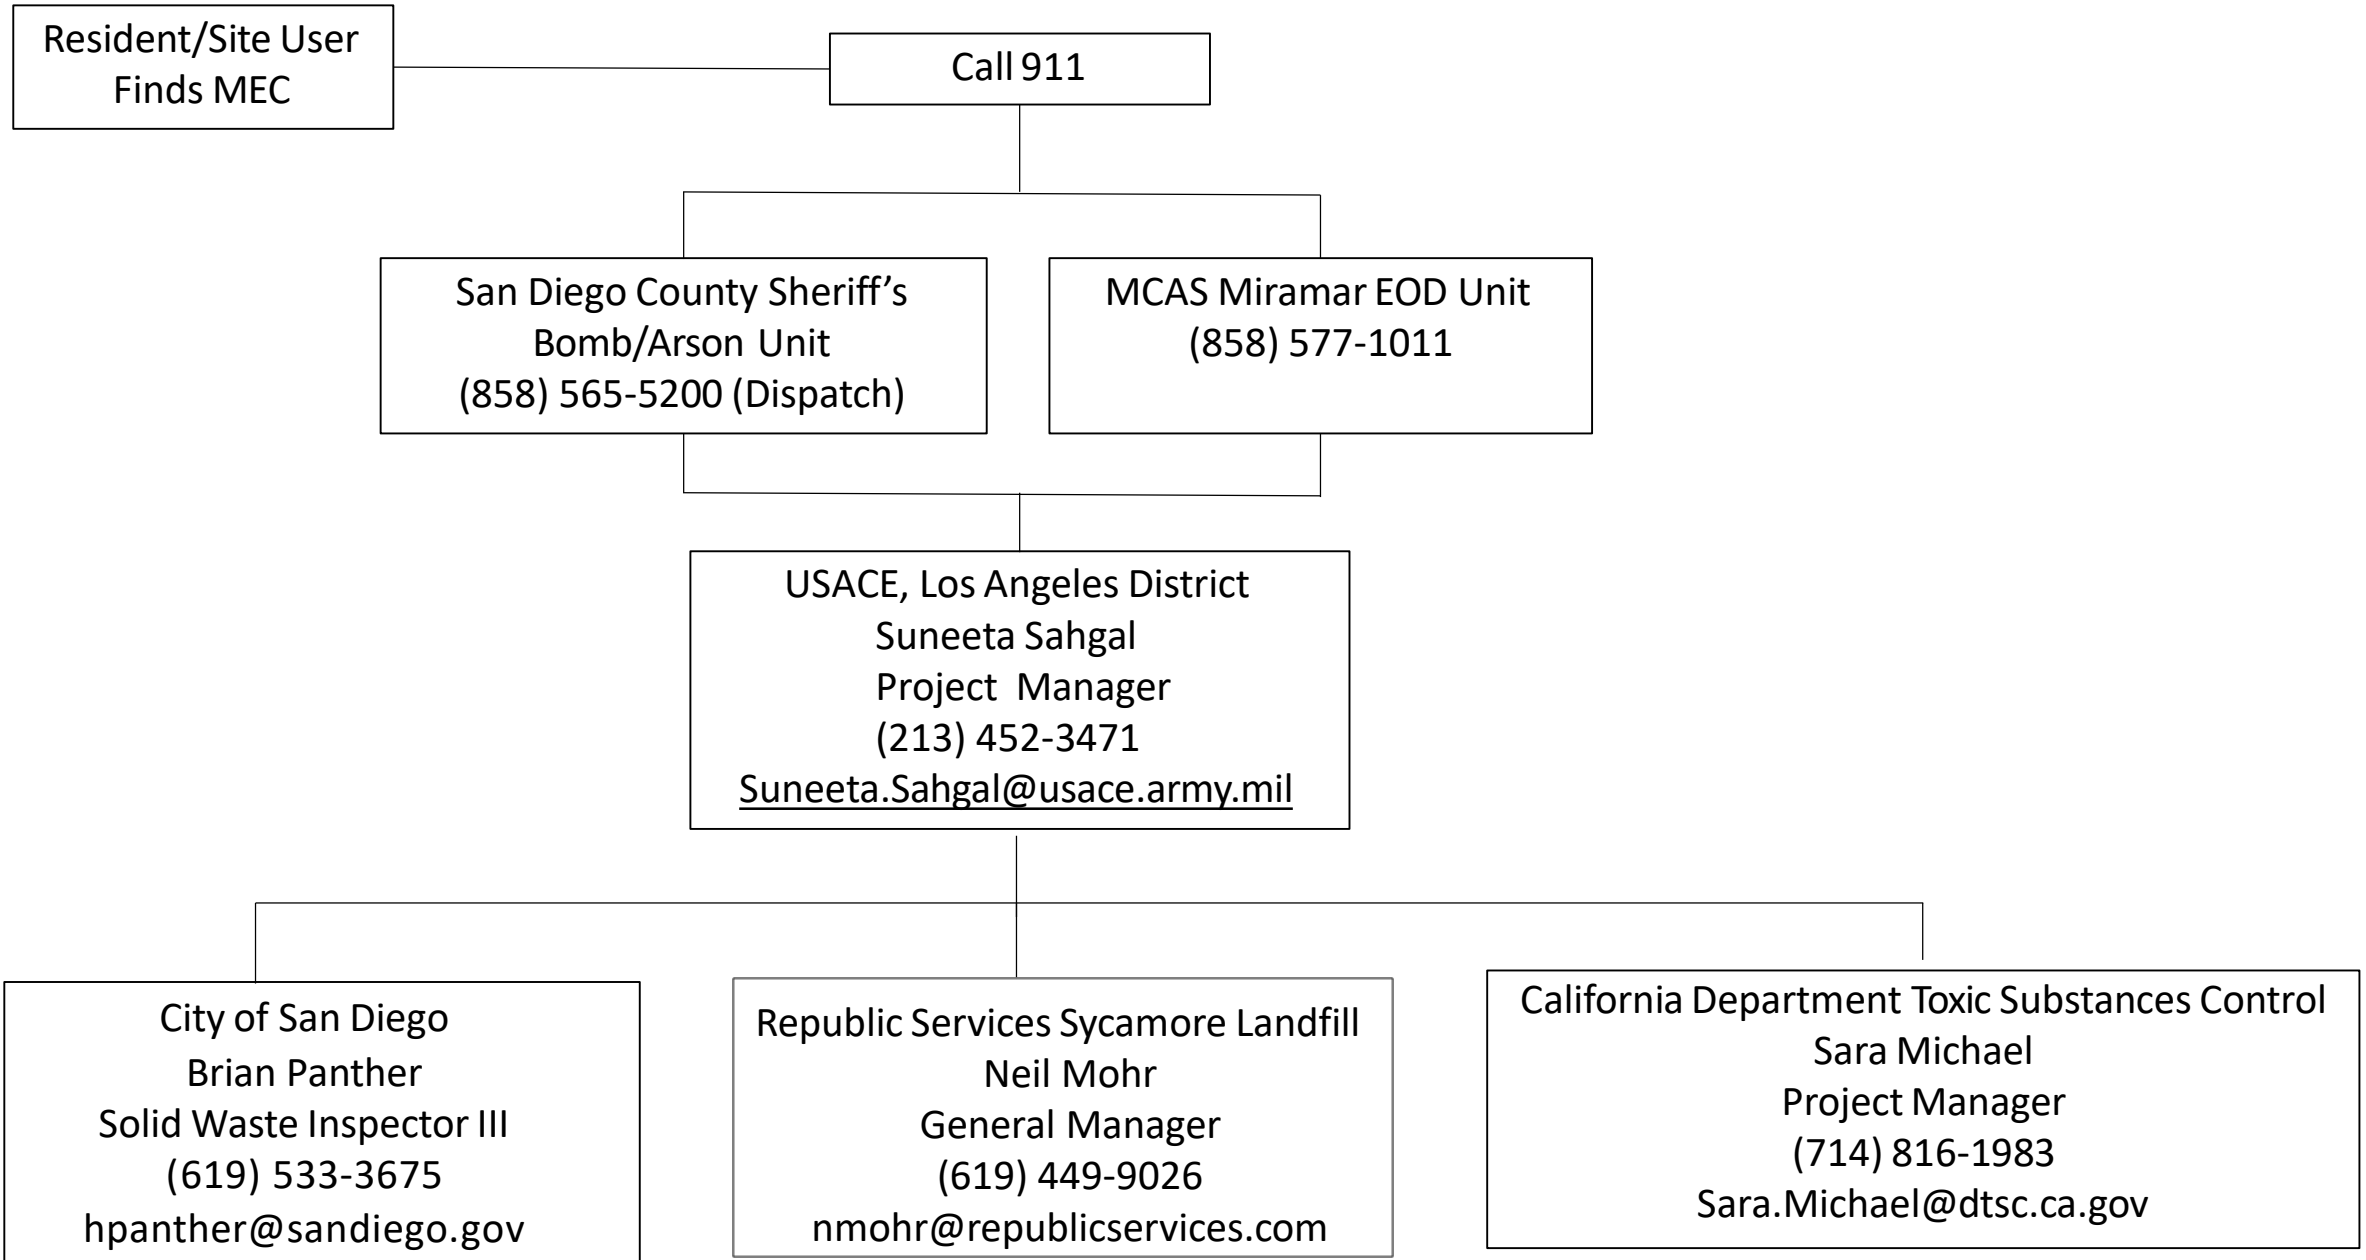 Resident/Site User
Finds MEC
Call 911
San Diego County Sheriff’s
Bomb/Arson Unit
(858) 565-5200 (Dispatch)
MCAS Miramar EOD Unit
(858) 577-1011
USACE, Los Angeles District
Suneeta Sahgal
Project Manager
(213) 452-3471
Suneeta.Sahgal@usace.army.mil
City of San Diego
Brian Panther
Solid Waste Inspector III
(619) 533-3675
hpanther@sandiego.gov
Republic Services Sycamore Landfill
Neil Mohr
General Manager
(619) 449-9026
nmohr@republicservices.com
California Department Toxic Substances Control
Sara Michael
Project Manager
(714) 816-1983
Sara.Michael@dtsc.ca.gov